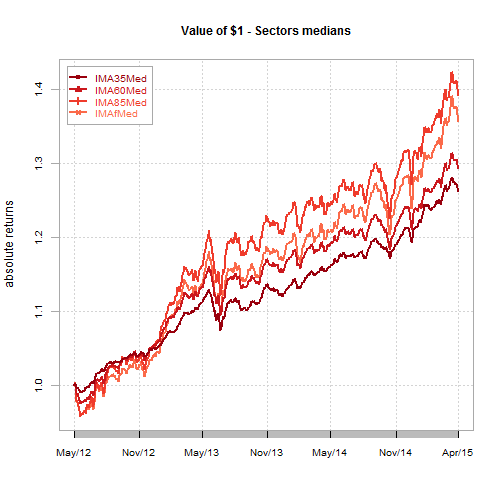 Value of $1 - Sectors medians
IMA35Med
IMA60Med
IMA85Med
IMAfMed
absolute returns
1.4
1.3
1.2
1.1
1.0
May/12 Nov/12 May/13 Nov/13 May/14 Nov/14 Apr/15